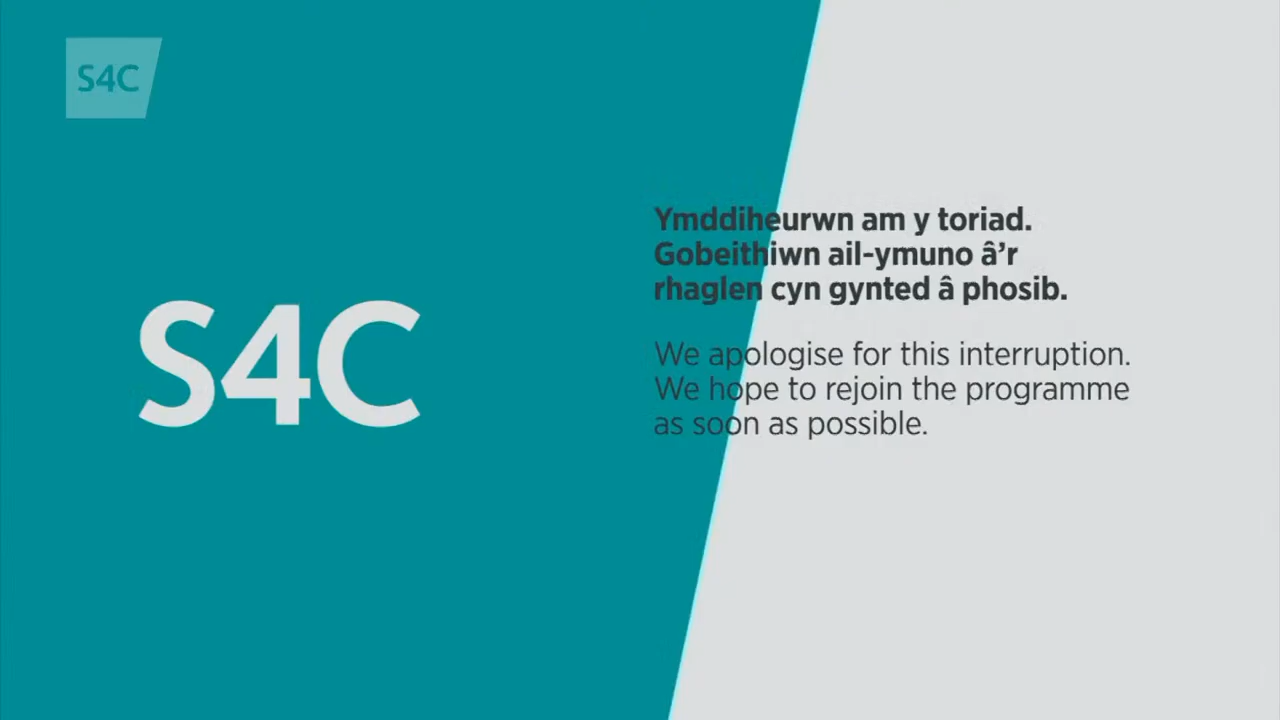 S4C
S4C
Ymddiheurwn am y toriad.
Gobeithiwn ail-ymuno â’r
rhaglen cyn gynted â phosib.
We apologise for this interruption.
We hope to rejoin the programme
as soon as possible.